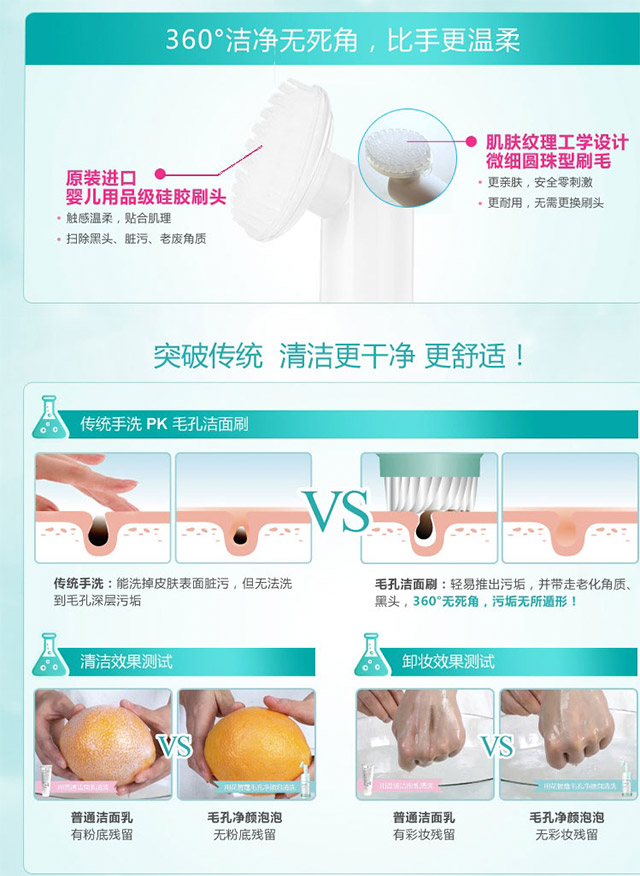 360°洁净无死角，比手更温柔
原装进口
婴儿用品级硅胶刷头
· 触感温柔，贴合肌理
· 扫除黑头、脏污、老废角质
肌肤纹理工学设计
微细圆珠型刷毛
· 更亲肤，安全零刺激
· 更耐用，无需更换刷头
突破传统 清洁更干净 更舒适！
传统手洗 PK 毛孔洁面刷
VS
传统手洗：能洗掉皮肤表面脏污，但无法洗
到毛孔深层污垢
毛孔洁面刷：轻易推出污垢，并带走老化角质、
黑头，360°无死角，污垢无所遁形！
清洁效果测试
VS
普通洁面乳
有粉底残留
毛孔净颜泡泡
无粉底残留
卸妆效果测试
VS
普通洁面乳
有彩妆残留
毛孔净颜泡泡
无彩妆残留